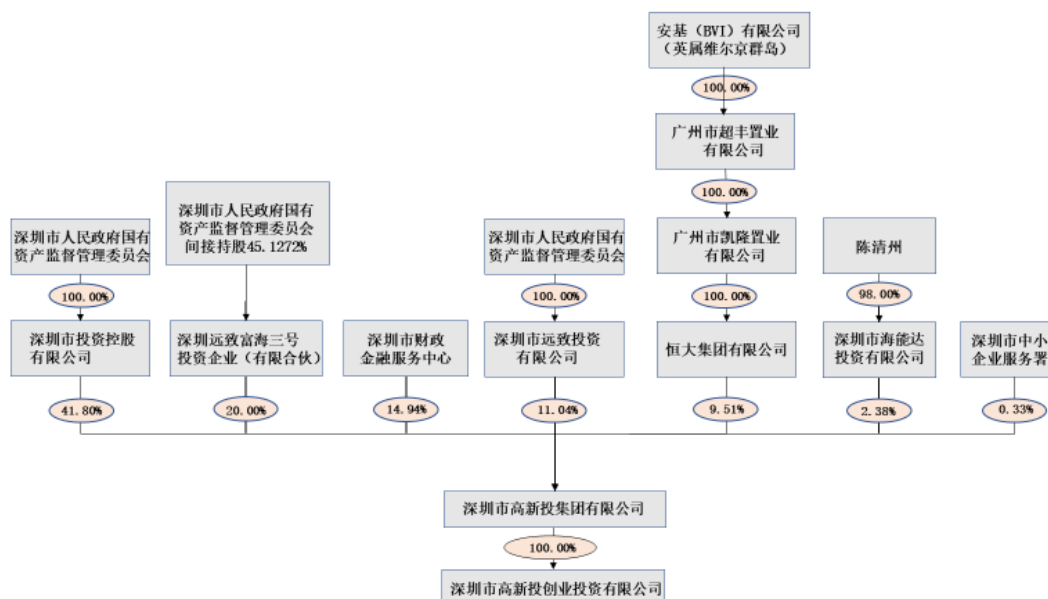 安基（BVI）有限公司
（英属维尔京群岛）
100.00%
广州市超丰置业
有限公司
100.00%
深圳市人民政府国有
资产监督管理委员会
深圳市人民政府国有
资产监督管理委员会
间接持股45.1272%
深圳市人民政府国有
资产监督管理委员会
广州市凯隆置业
有限公司
陈清州
100.00%
100.00%
100.00%
98.00%
深圳市投资控股
有限公司
深圳远致富海三号
投资企业（有限合伙）
深圳市财政
金融服务中心
深圳市远致投资
有限公司
恒大集团有限公司
深圳市海能达
投资有限公司
深圳市中小
企业服务署
41.80%
20.00%
14.94%
11.04%
9.51%
2.38%
0.33%
深圳市高新投集团有限公司
100.00%
深圳市高新投创业投资有限公司